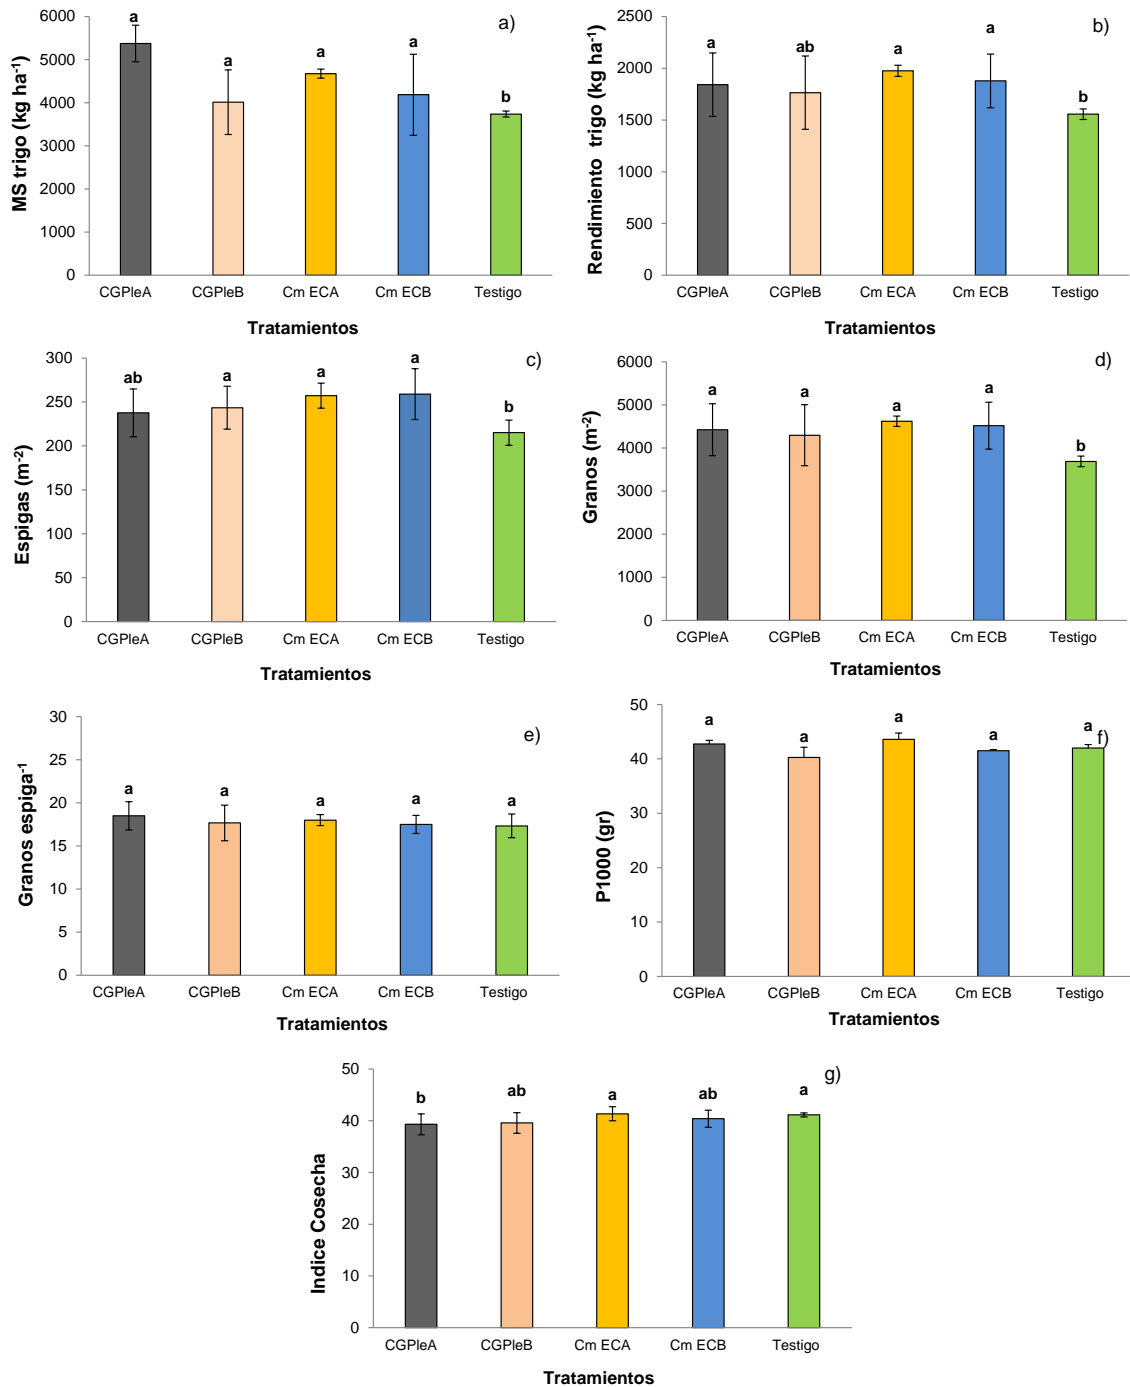 a)
MS trigo (kg ha-1)
6000
5000
4000
3000
2000
1000
0
a
a
a
a
b
CGPleA
CGPleB
Cm ECA
Cm ECB
Testigo
Tratamientos
b)
Rendimiento trigo (kg ha-1)
2500
2000
1500
1000
500
0
a
ab
a
a
b
CGPleA
CGPleB
Cm ECA
Cm ECB
Testigo
Tratamientos
c)
Espigas (m-2)
300
250
200
150
100
50
0
ab
a
a
a
b
CGPleA
CGPleB
Cm ECA
Cm ECB
Testigo
Tratamientos
d)
Granos (m-2)
6000
5000
4000
3000
2000
1000
0
a
a
a
a
b
CGPleA
CGPleB
Cm ECA
Cm ECB
Testigo
Tratamientos
e)
Granos espiga-1
30
25
20
15
10
5
0
a
a
a
a
a
CGPleA
CGPleB
Cm ECA
Cm ECB
Testigo
Tratamientos
f)
P1000 (gr)
50
40
30
20
10
0
a
a
a
a
a
CGPleA
CGPleB
Cm ECA
Cm ECB
Testigo
Tratamientos
g)
Indice Cosecha
50
40
30
20
10
0
b
ab
a
ab
a
CGPleA
CGPleB
Cm ECA
Cm ECB
Testigo
Tratamientos